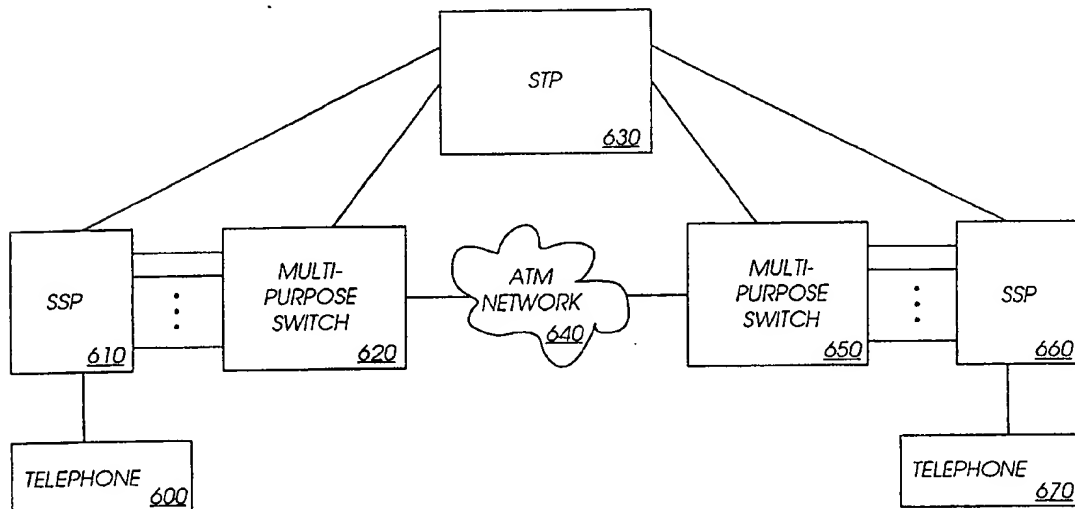 STP
630
SSP
610
MULTI-
PURPOSE
SWITCH
620
ATM
NETWORK
640
MULTI-
PURPOSE
SWITCH
650
SSP
660
TELEPHONE
600
TELEPHONE
670